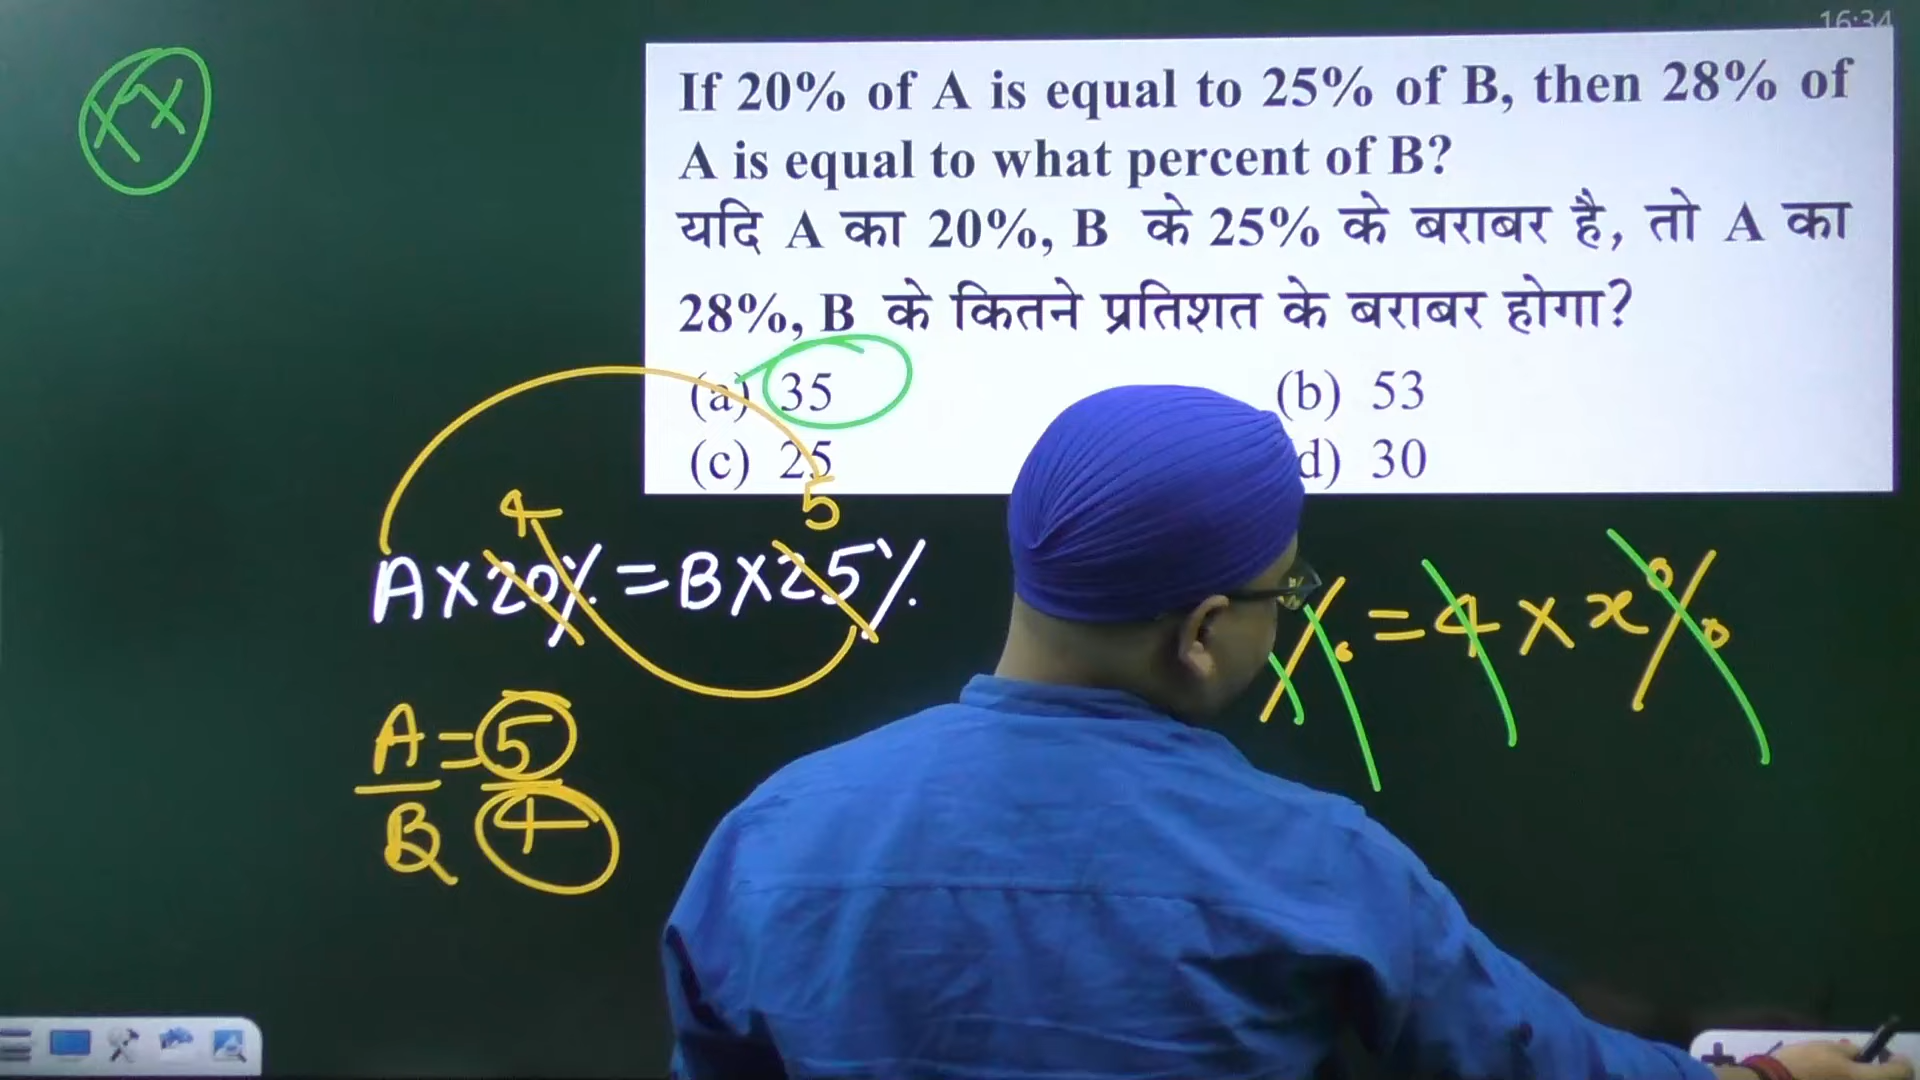 16:34
XX
If 20% of A is equal to 25% of B, then 28% of
A is equal to what percent of B?
यदि A का 20%, B के 25% के बराबर है, तो A का
28%, B के कितने प्रतिशत के बराबर होगा?
(a) 35 (b) 53
(c) 25 d) 30
4 5
A×20%=B×25%
%=4×x%
A=5
B 4